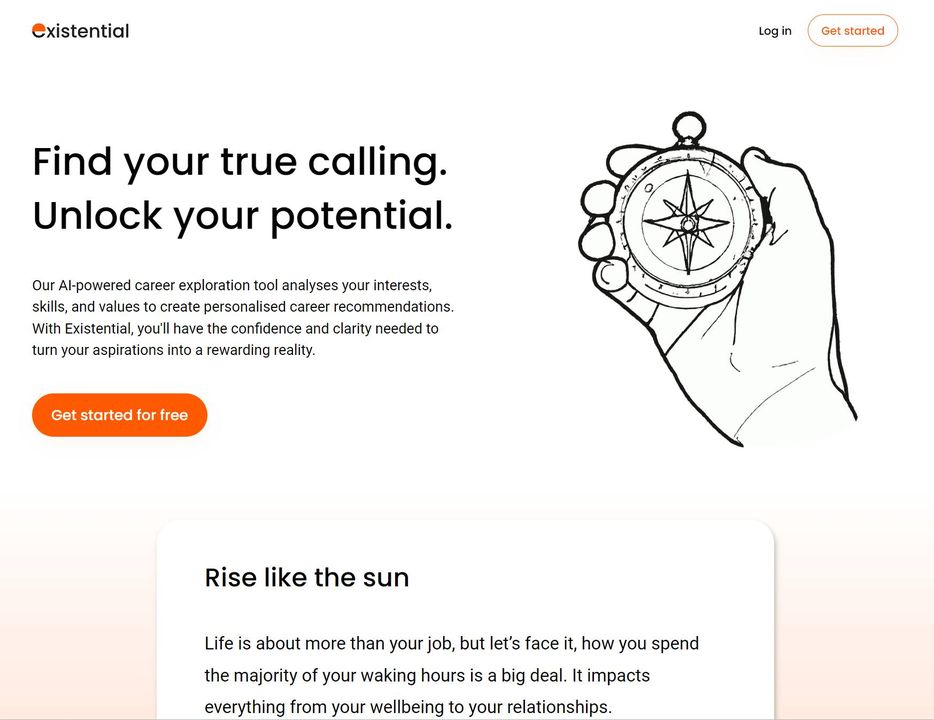 existential
Log in
Get started
Find your true calling.
Unlock your potential.
Our AI-powered career exploration tool analyses your interests,
skills, and values to create personalised career recommendations.
With Existential, you'll have the confidence and clarity needed to
turn your aspirations into a rewarding reality.
Get started for free
Rise like the sun
Life is about more than your job, but let’s face it, how you spend
the majority of your waking hours is a big deal. It impacts
everything from your wellbeing to your relationships.